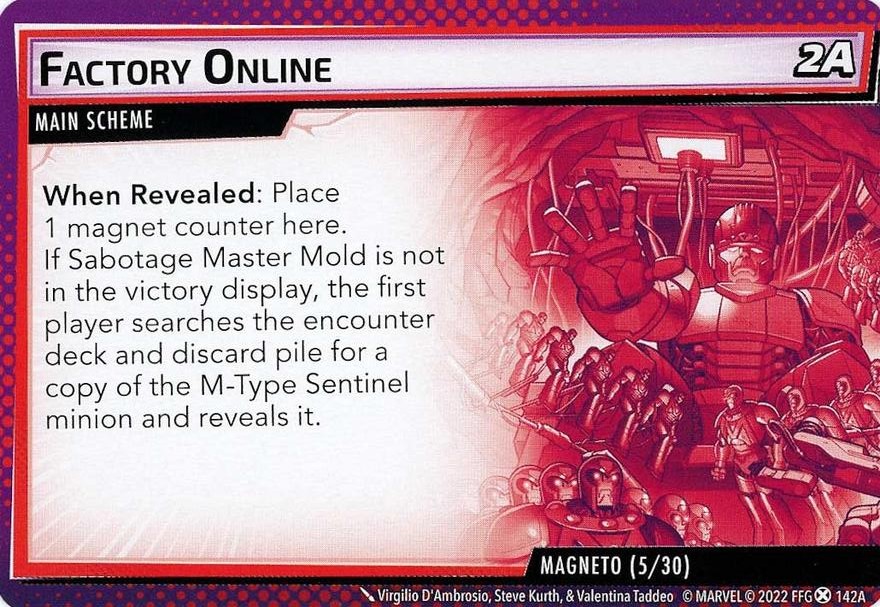 Factory Online
2A
MAIN SCHEME
When Revealed: Place
1 magnet counter here.
If Sabotage Master Mold is not
in the victory display, the first
player searches the encounter
deck and discard pile for a
copy of the M-Type Sentinel
minion and reveals it.
MAGNETO (5/30)
Virgilio D'Ambrosio, Steve Kurth, & Valentina Taddeo © MARVEL © 2022 FFG 142A